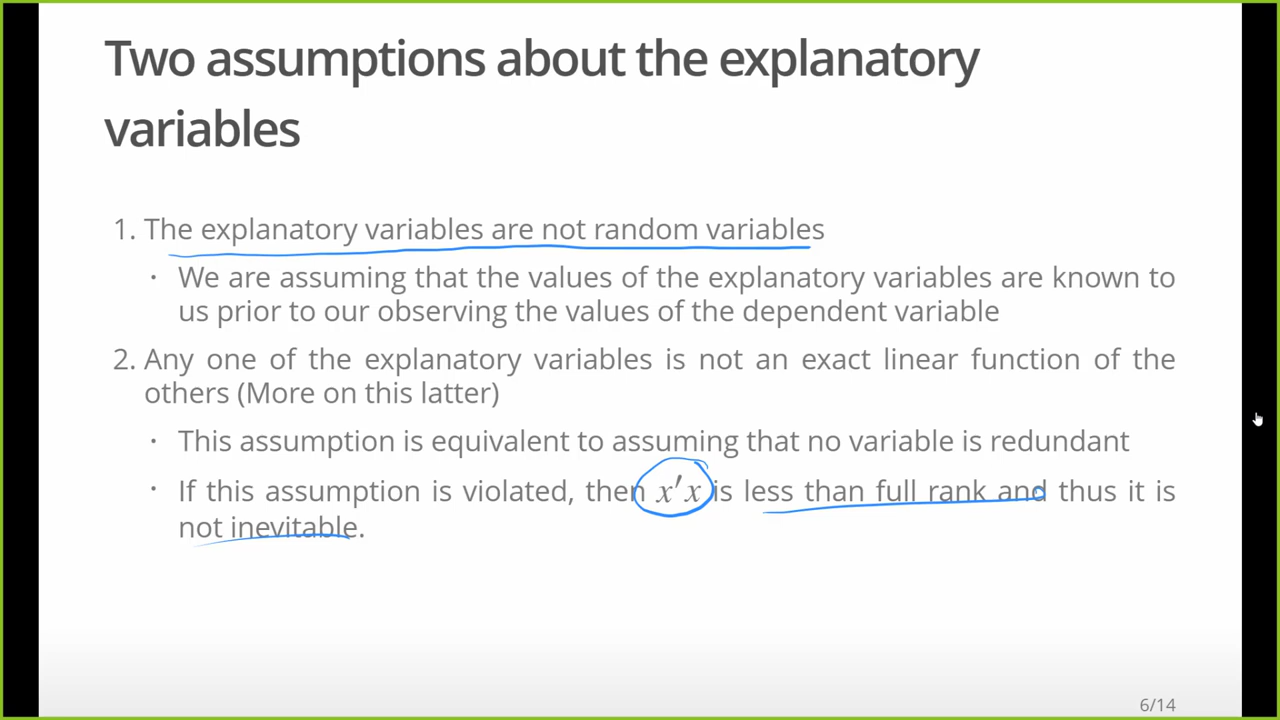 Two assumptions about the explanatory
variables
1. The explanatory variables are not random variables
· We are assuming that the values of the explanatory variables are known to
us prior to our observing the values of the dependent variable
2. Any one of the explanatory variables is not an exact linear function of the
others (More on this latter)
· This assumption is equivalent to assuming that no variable is redundant
· If this assumption is violated, then x′x is less than full rank and thus it is
not inevitable.
6/14